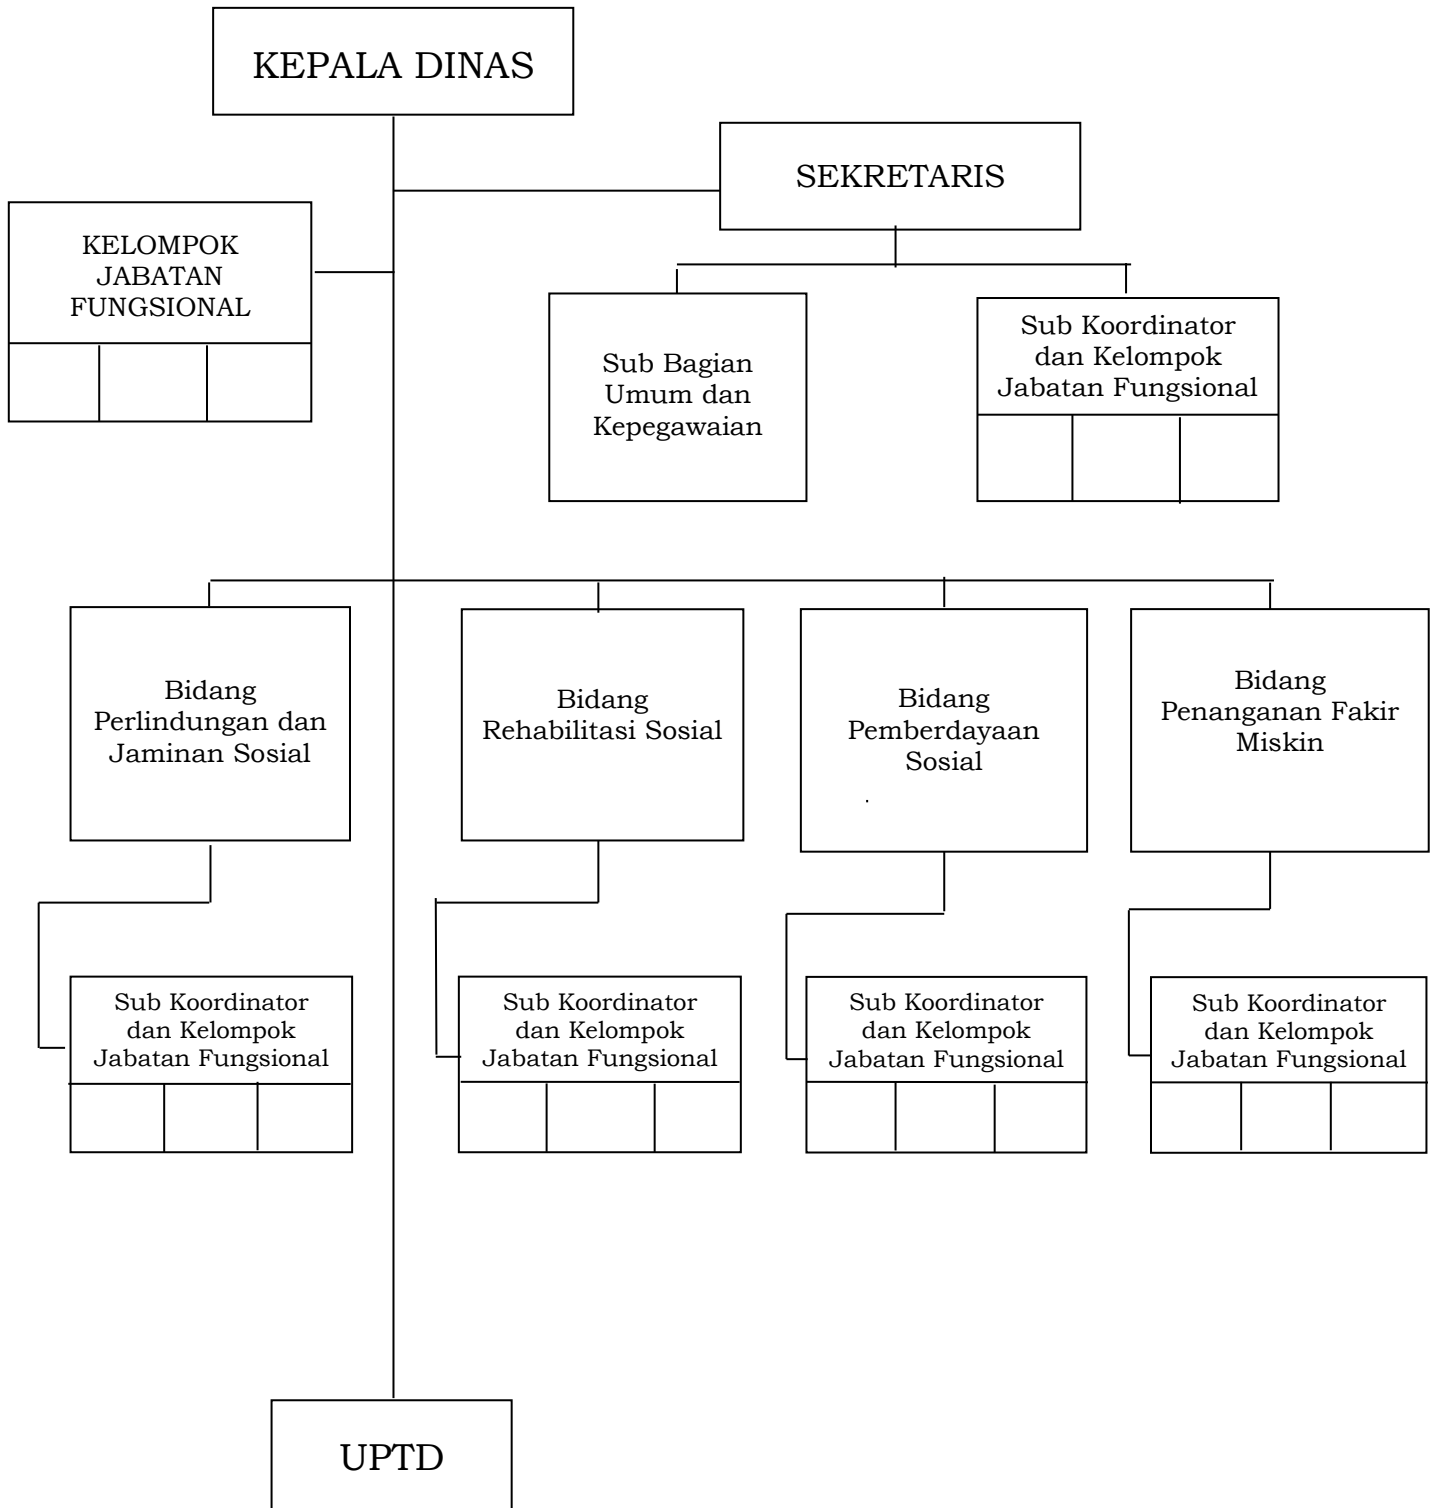 KEPALA DINAS
SEKRETARIS
KELOMPOK
JABATAN
FUNGSIONAL
Sub Bagian
Umum dan
Kepegawaian
Sub Koordinator
dan Kelompok
Jabatan Fungsional
Bidang
Perlindungan dan
Jaminan Sosial
Bidang
Rehabilitasi Sosial
Bidang
Pemberdayaan
Sosial
.
Bidang
Penanganan Fakir
Miskin
Sub Koordinator
dan Kelompok
Jabatan Fungsional
Sub Koordinator
dan Kelompok
Jabatan Fungsional
Sub Koordinator
dan Kelompok
Jabatan Fungsional
Sub Koordinator
dan Kelompok
Jabatan Fungsional
UPTD